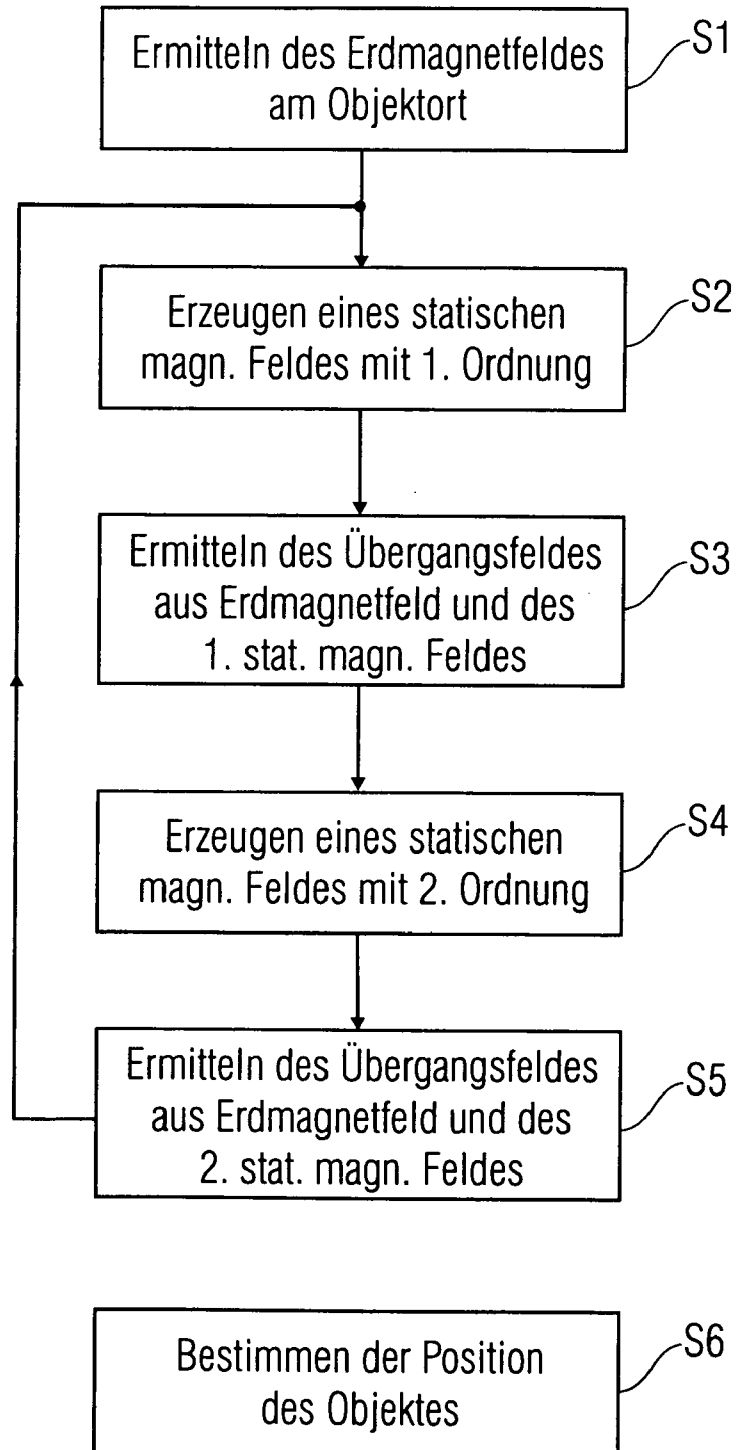 Ermitteln des Erdmagnetfeldes
am Objektort
S1
Erzeugen eines statischen
magn. Feldes mit 1. Ordnung
S2
Ermitteln des Übergangsfeldes
aus Erdmagnetfeld und des
1. stat. magn. Feldes
S3
Erzeugen eines statischen
magn. Feldes mit 2. Ordnung
S4
Ermitteln des Übergangsfeldes
aus Erdmagnetfeld und des
2. stat. magn. Feldes
S5
Bestimmen der Position
des Objektes
S6